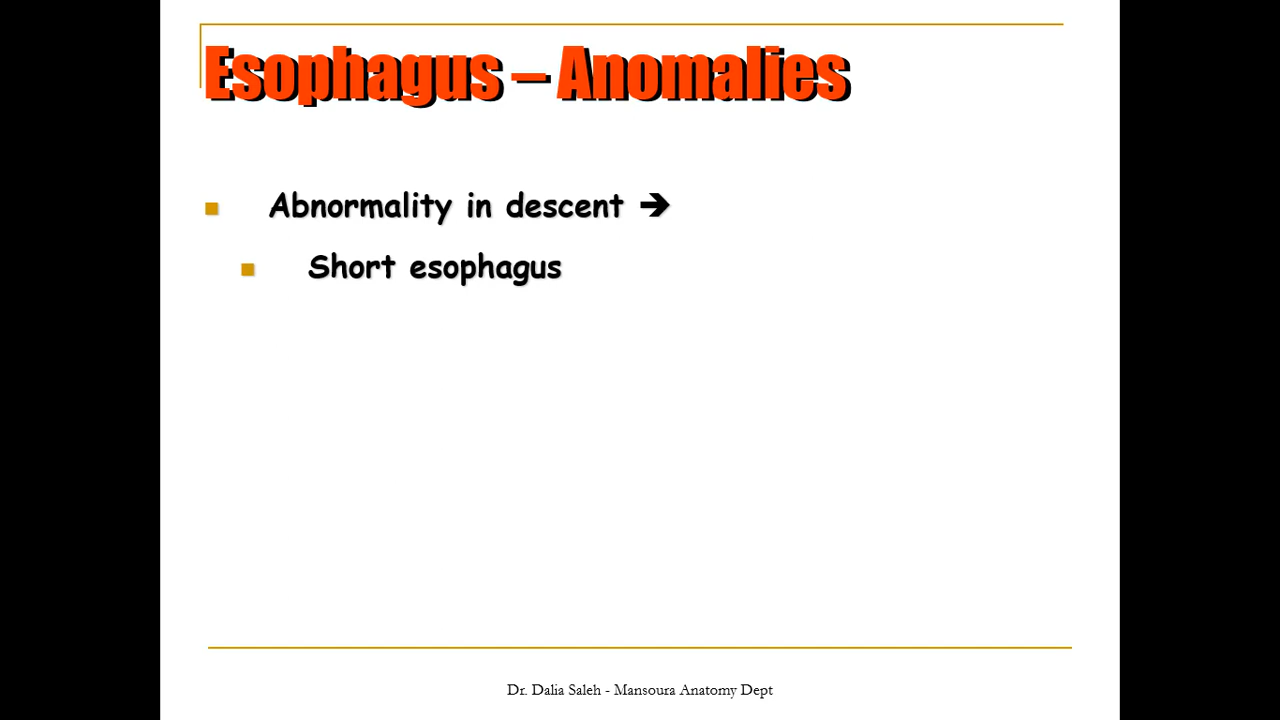 Esophagus – Anomalies
Abnormality in descent ➔
Short esophagus
Dr. Dalia Saleh - Mansoura Anatomy Dept